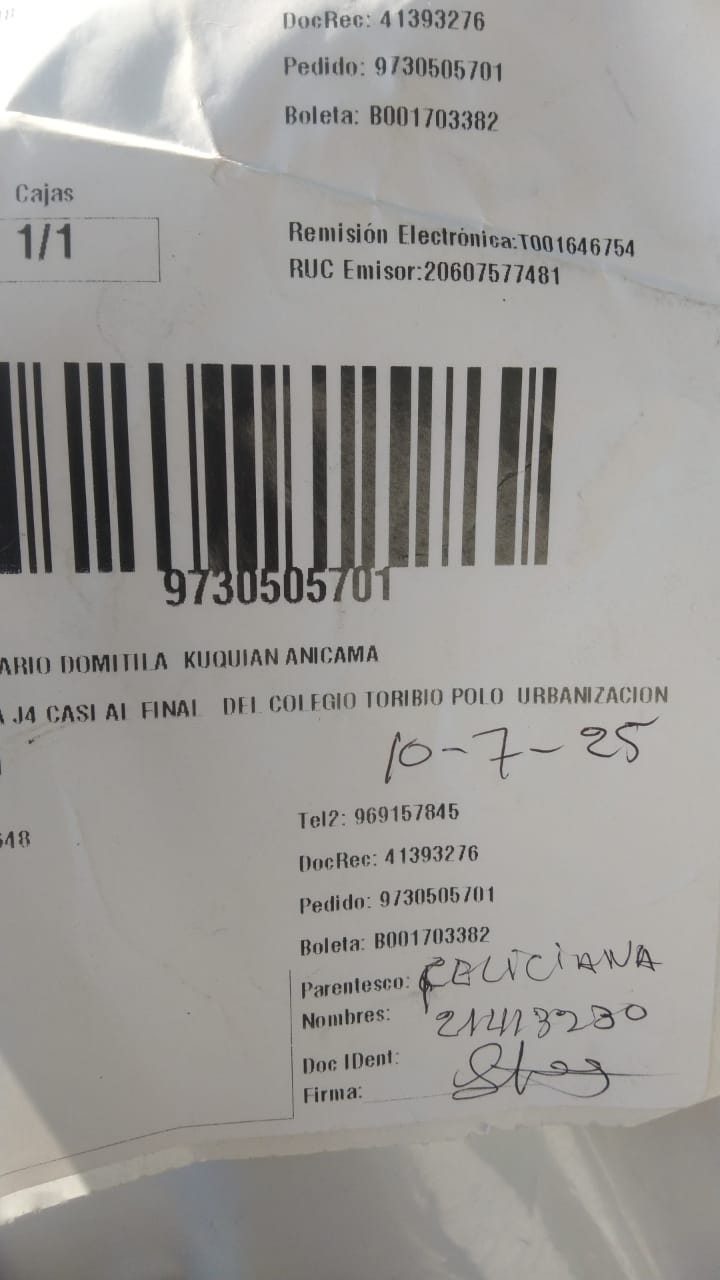 DocRec: 41393276
Pedido: 9730505701
Boleta: B001703382
Cajas
1/1
Remisión Electrónica:T001646754
RUC Emisor:20607577481
9730505701
ARIO DOMITILA KUQUIAN ANICAMA
J4 CASI AL FINAL DEL COLEGIO TORIBIO POLO URBANIZACION
10-7-25
Tel2: 969157845
648
DocRec: 41393276
Pedido: 9730505701
Boleta: B001703382
Parentesco: FELICIANA
Nombres:
Doc IDent:
Firma: